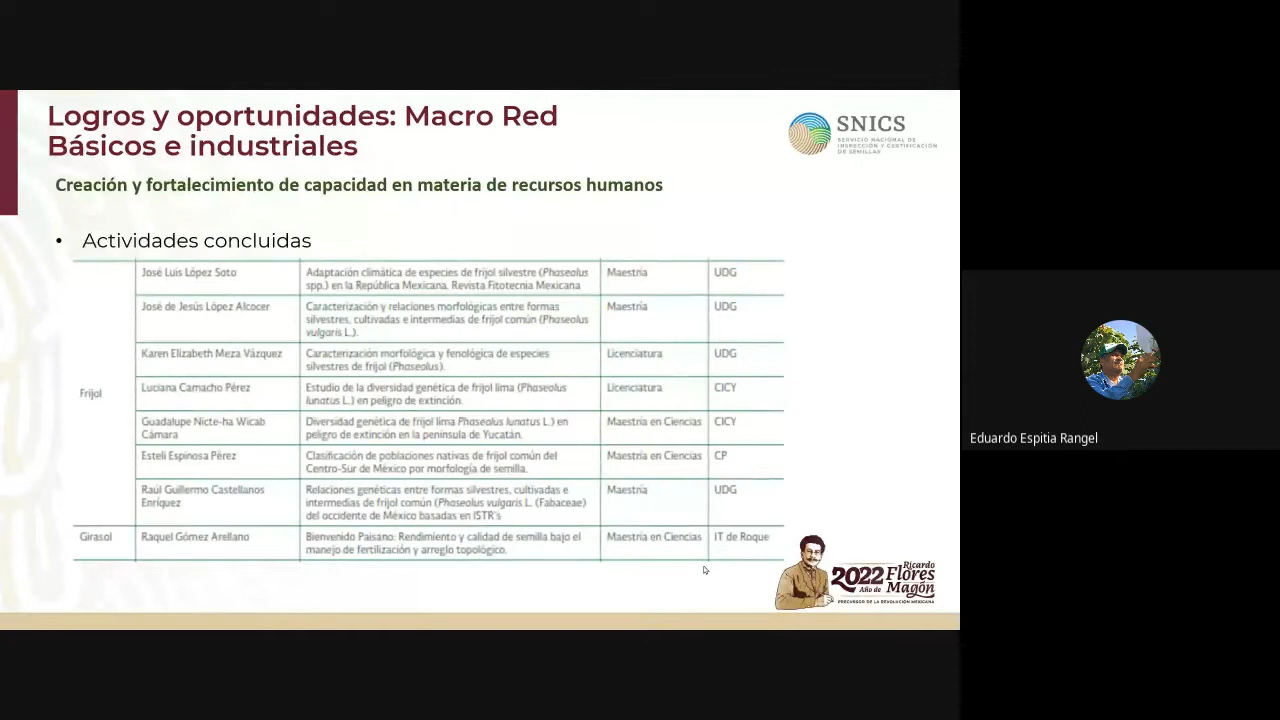 Logros y oportunidades: Macro Red
Básicos e industriales
SNICS
SERVICIO NACIONAL DE
INSPECCIÓN Y CERTIFICACIÓN
DE SEMILLAS
Creación y fortalecimiento de capacidad en materia de recursos humanos
• Actividades concluidas
Frijol
José Luis López Soto
Adaptación climática de especies de frijol silvestre (Phaseolus
spp.) en la República Mexicana. Revista Fitotecnia Mexicana
Maestría
UDG
José de Jesús López Alcocer
Caracterización y relaciones morfológicas entre formas
silvestres, cultivadas e intermedias de frijol común (Phaseolus
vulgaris L.).
Maestría
UDG
Karen Elizabeth Meza Vázquez
Caracterización morfológica y fenológica de especies
silvestres de frijol (Phaseolus).
Licenciatura
UDG
Luciana Camacho Pérez
Estudio de la diversidad genética de frijol lima (Phaseolus
lunatus L.) en peligro de extinción.
Licenciatura
CICY
Guadalupe Nicte-ha Wicab
Cámara
Diversidad genética de frijol lima Phaseolus lunatus L.) en
peligro de extinción en la península de Yucatán.
Maestría en Ciencias
CICY
Esteli Espinosa Pérez
Clasificación de poblaciones nativas de frijol común del
Centro-Sur de México por morfología de semilla.
Maestría en Ciencias
CP
Raúl Guillermo Castellanos
Enríquez
Relaciones genéticas entre formas silvestres, cultivadas e
intermedias de frijol común (Phaseolus vulgaris L. (Fabaceae)
del occidente de México basadas en ISTR's
Maestría
UDG
Girasol
Raquel Gómez Arellano
Bienvenido Paisano: Rendimiento y calidad de semilla bajo el
manejo de fertilización y arreglo topológico.
Maestría en Ciencias
IT de Roque
2022
Año de
Ricardo
Flores
Magón
PRECURSOR DE LA REVOLUCIÓN MEXICANA
Eduardo Espitia Rangel